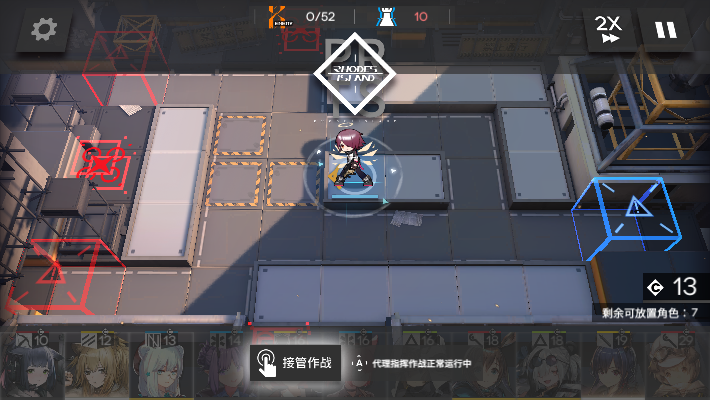 ENEMY 0/52
10
2X
RHODES
ISLAND
13
剩余可放置角色：7
10
12
13
14
16
16
18
18
19
29
接管作战
A 代理指挥作战正常运行中